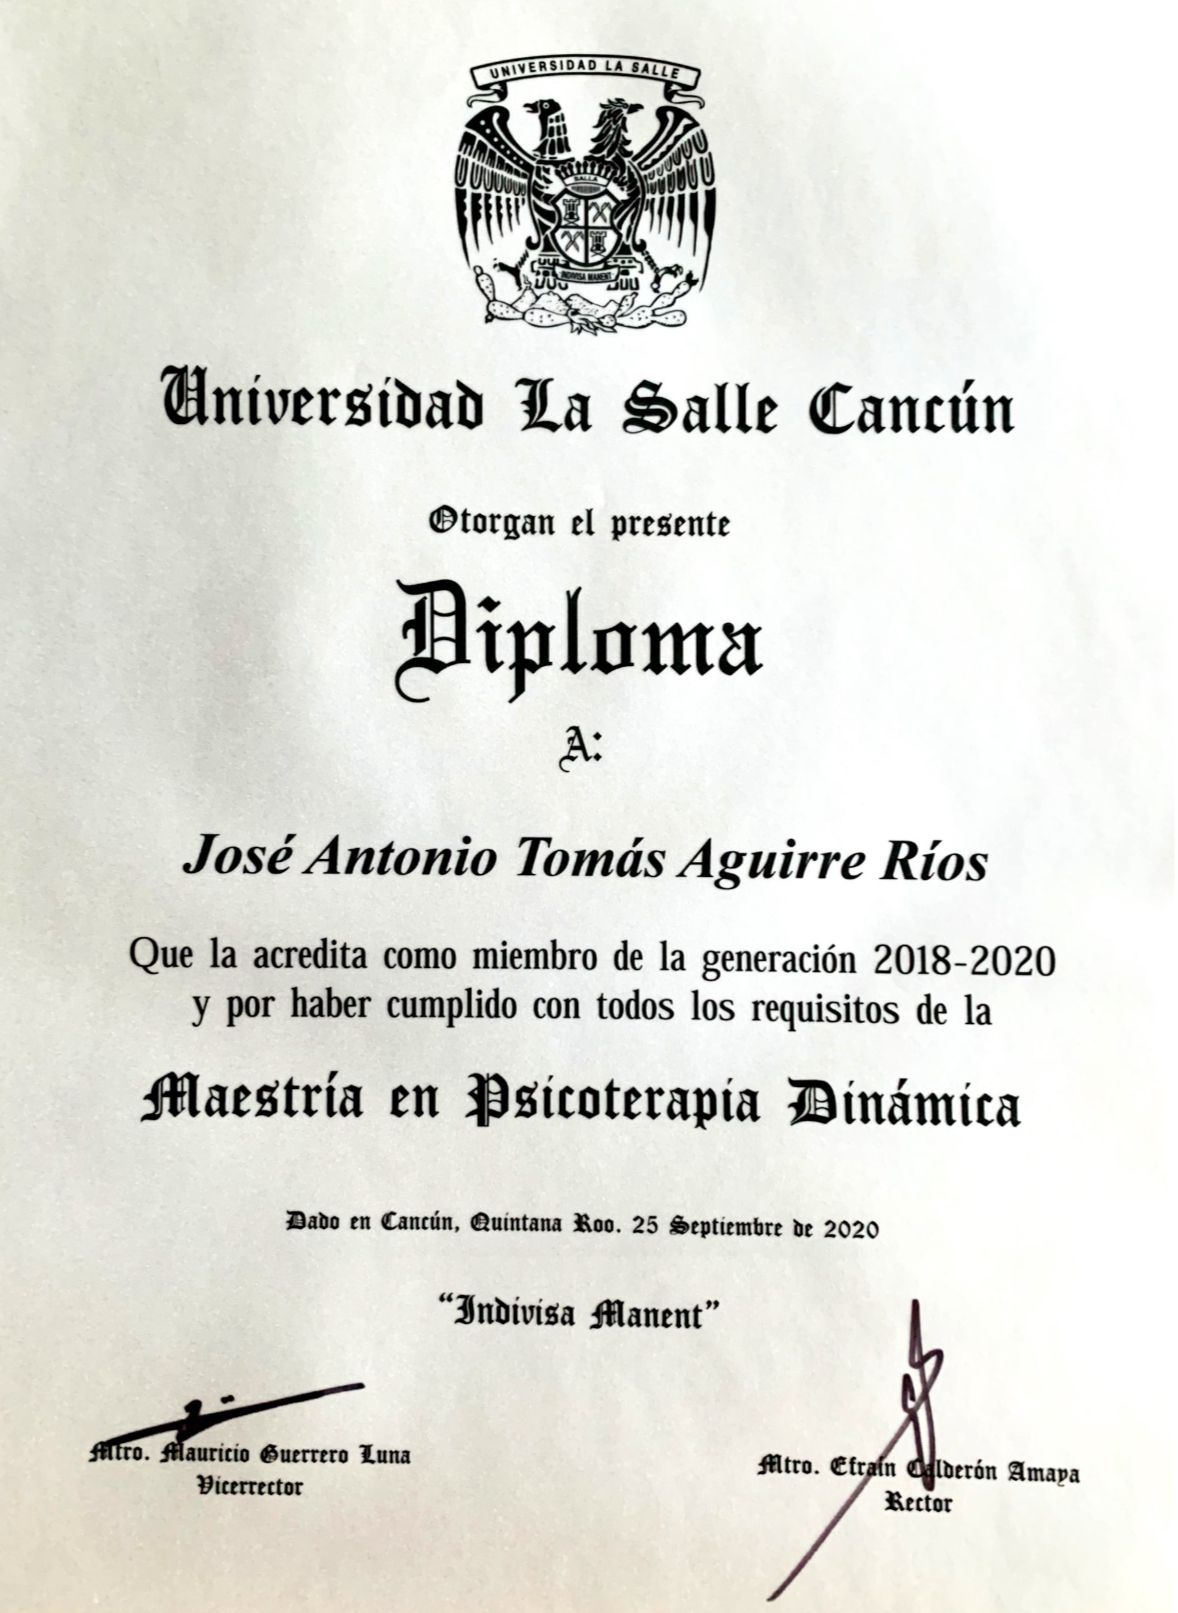 UNIVERSIDAD LA SALLE
SALLA
INDIVISA MANENT
Universidad La Salle Cancún
Otorgan el presente
Diploma
A:
José Antonio Tomás Aguirre Ríos
Que la acredita como miembro de la generación 2018-2020
y por haber cumplido con todos los requisitos de la
Maestría en Psicoterapia Dinámica
Dado en Cancún, Quintana Roo. 25 Septiembre de 2020
“Indivisa Manent”
Mtro. Mauricio Guerrero Luna
Vicerrector
Mtro. Efraín Calderón Amaya
Rector